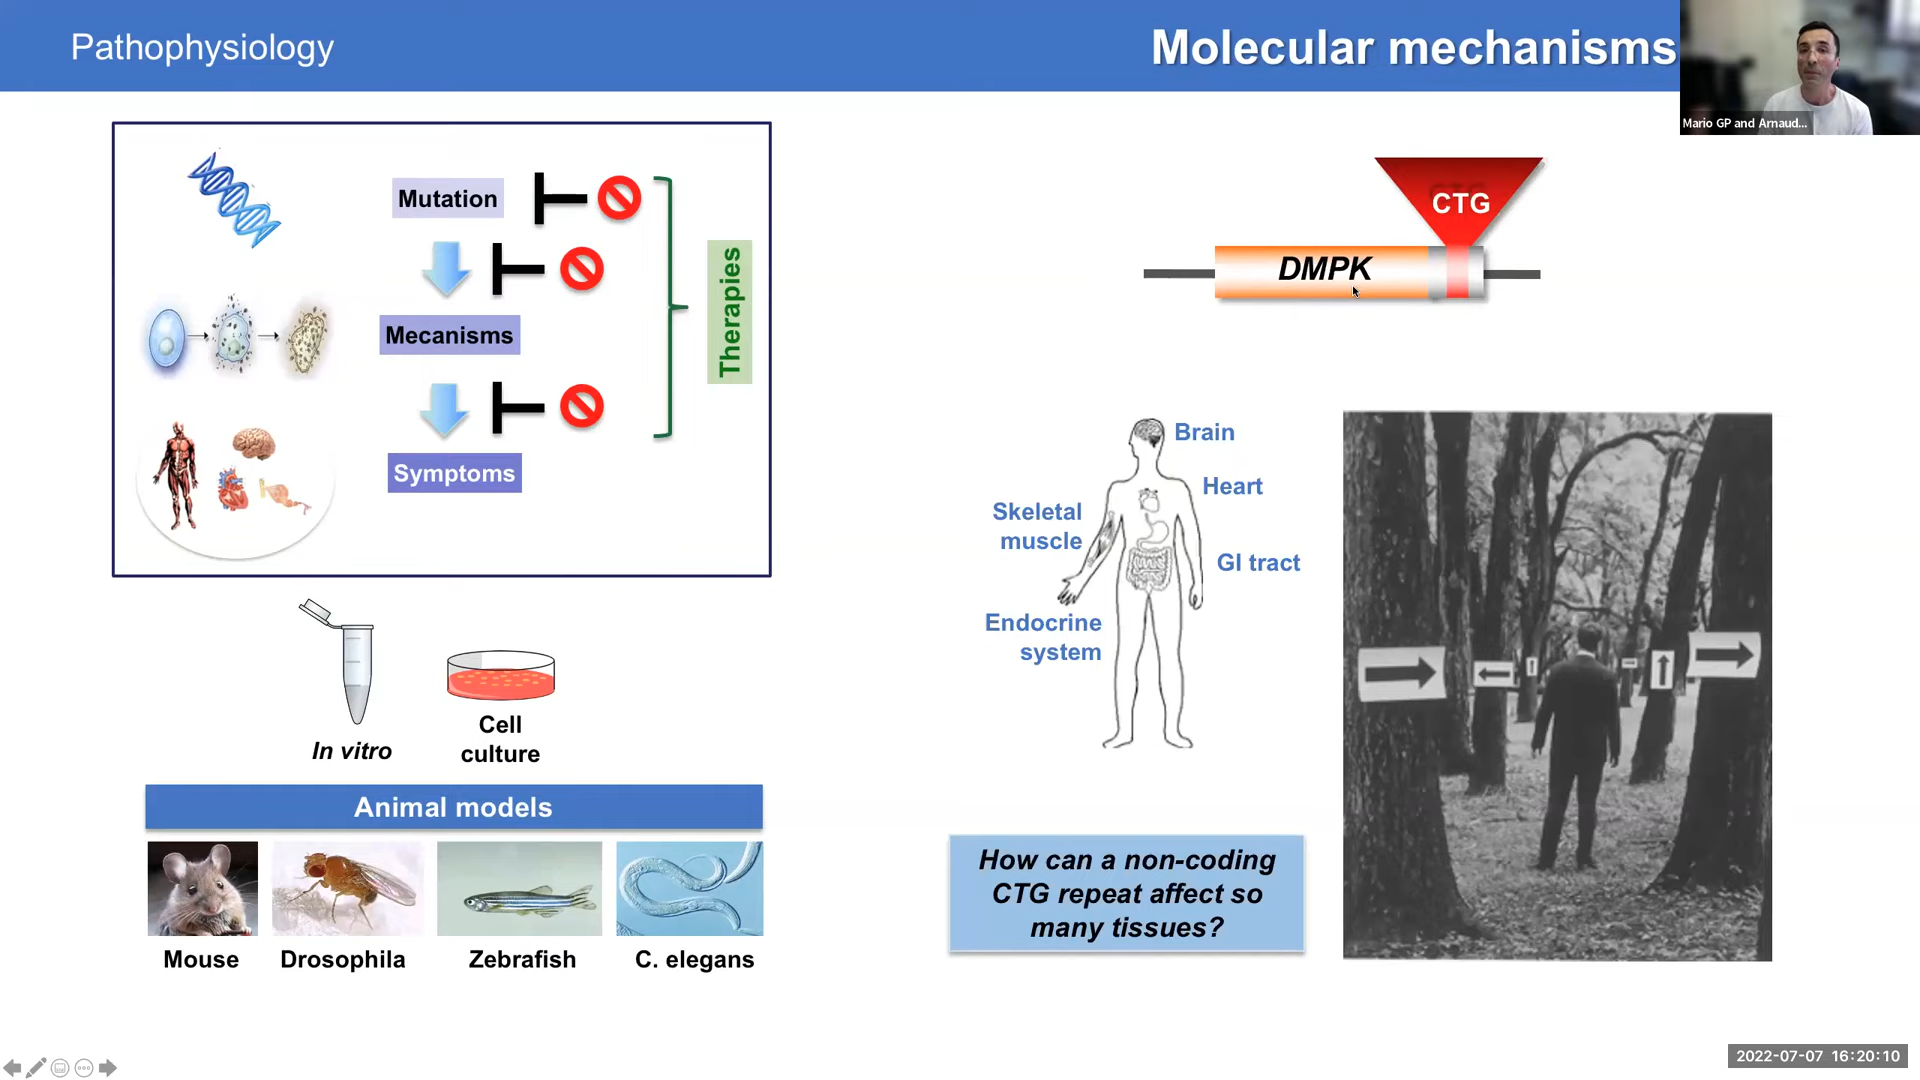 Pathophysiology
Molecular mechanisms
Mario GP and Arnaud...
Mutation
Mecanisms
Symptoms
Therapies
In vitro
Cell
culture
Animal models
Mouse
Drosophila
Zebrafish
C. elegans
CTG
DMPK
Brain
Heart
Skeletal
muscle
GI tract
Endocrine
system
How can a non-coding
CTG repeat affect so
many tissues?
2022-07-07 16:20:10